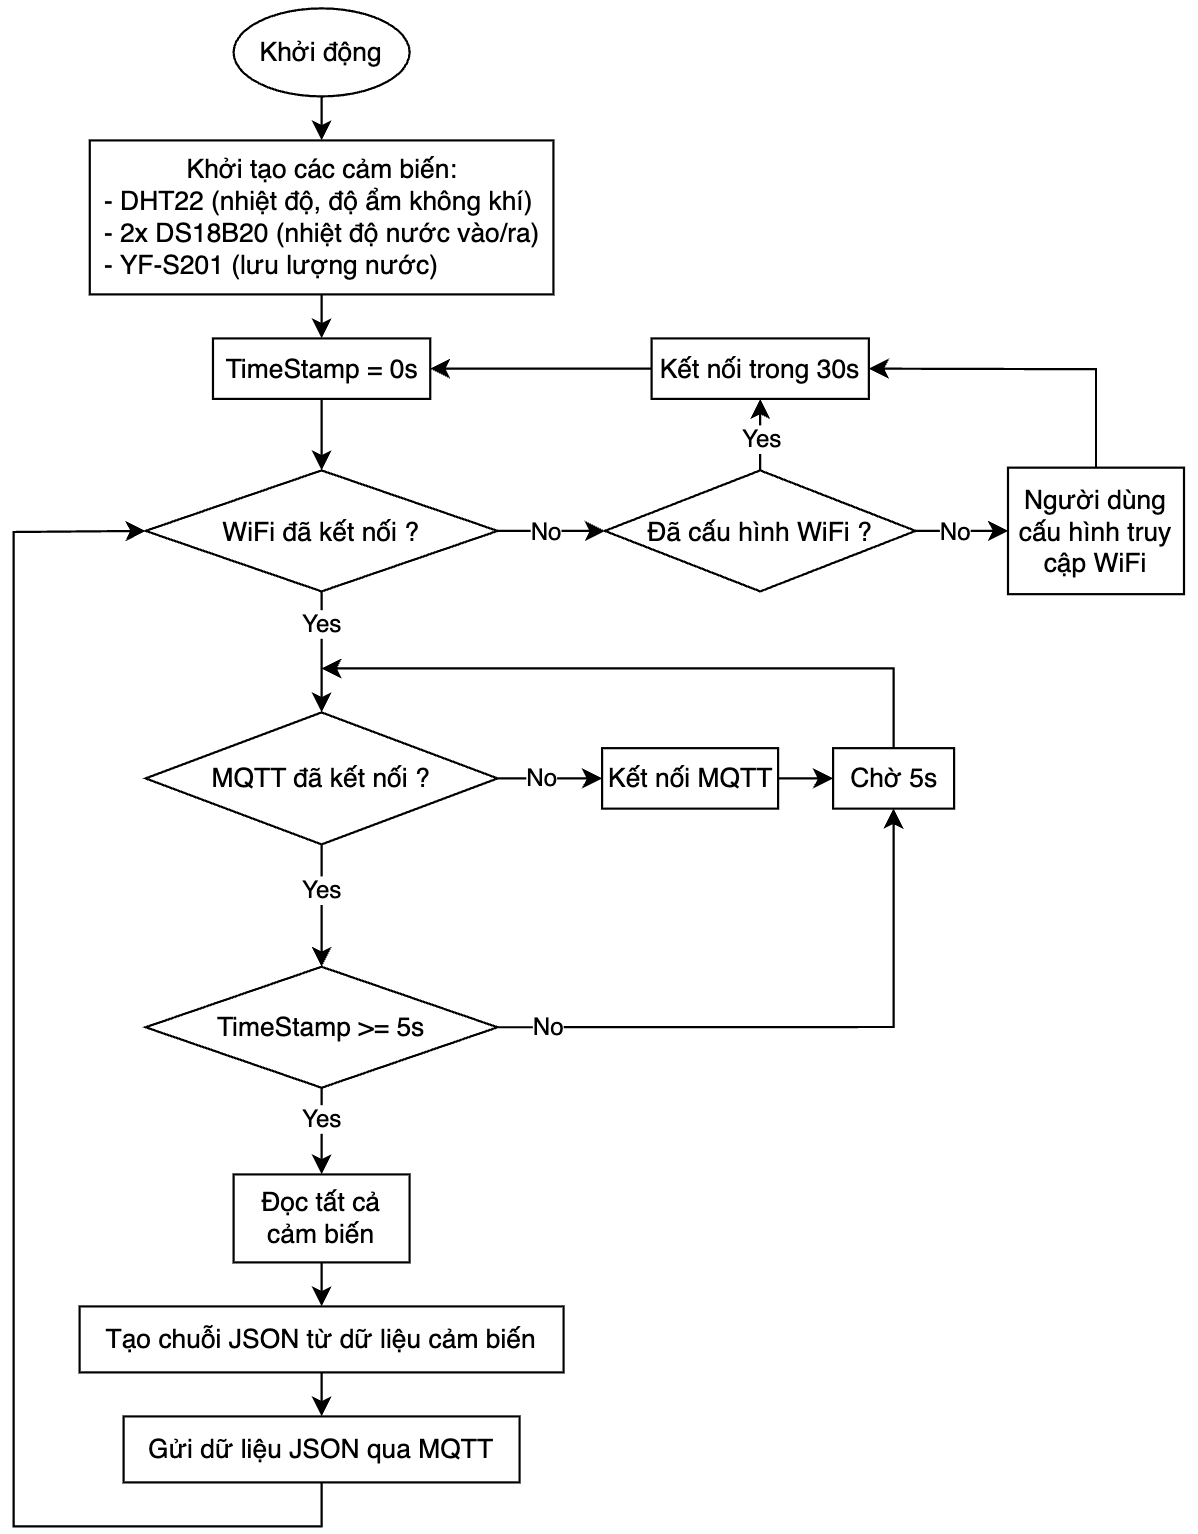 Khởi động
Khởi tạo các cảm biến:
- DHT22 (nhiệt độ, độ ẩm không khí)
- 2x DS18B20 (nhiệt độ nước vào/ra)
- YF-S201 (lưu lượng nước)
TimeStamp = 0s
Kết nối trong 30s
Yes
WiFi đã kết nối ?
No
Đã cấu hình WiFi ?
No
Người dùng
cấu hình truy
cập WiFi
Yes
MQTT đã kết nối ?
No
Kết nối MQTT
Chờ 5s
Yes
TimeStamp >= 5s
No
Yes
Đọc tất cả
cảm biến
Tạo chuỗi JSON từ dữ liệu cảm biến
Gửi dữ liệu JSON qua MQTT